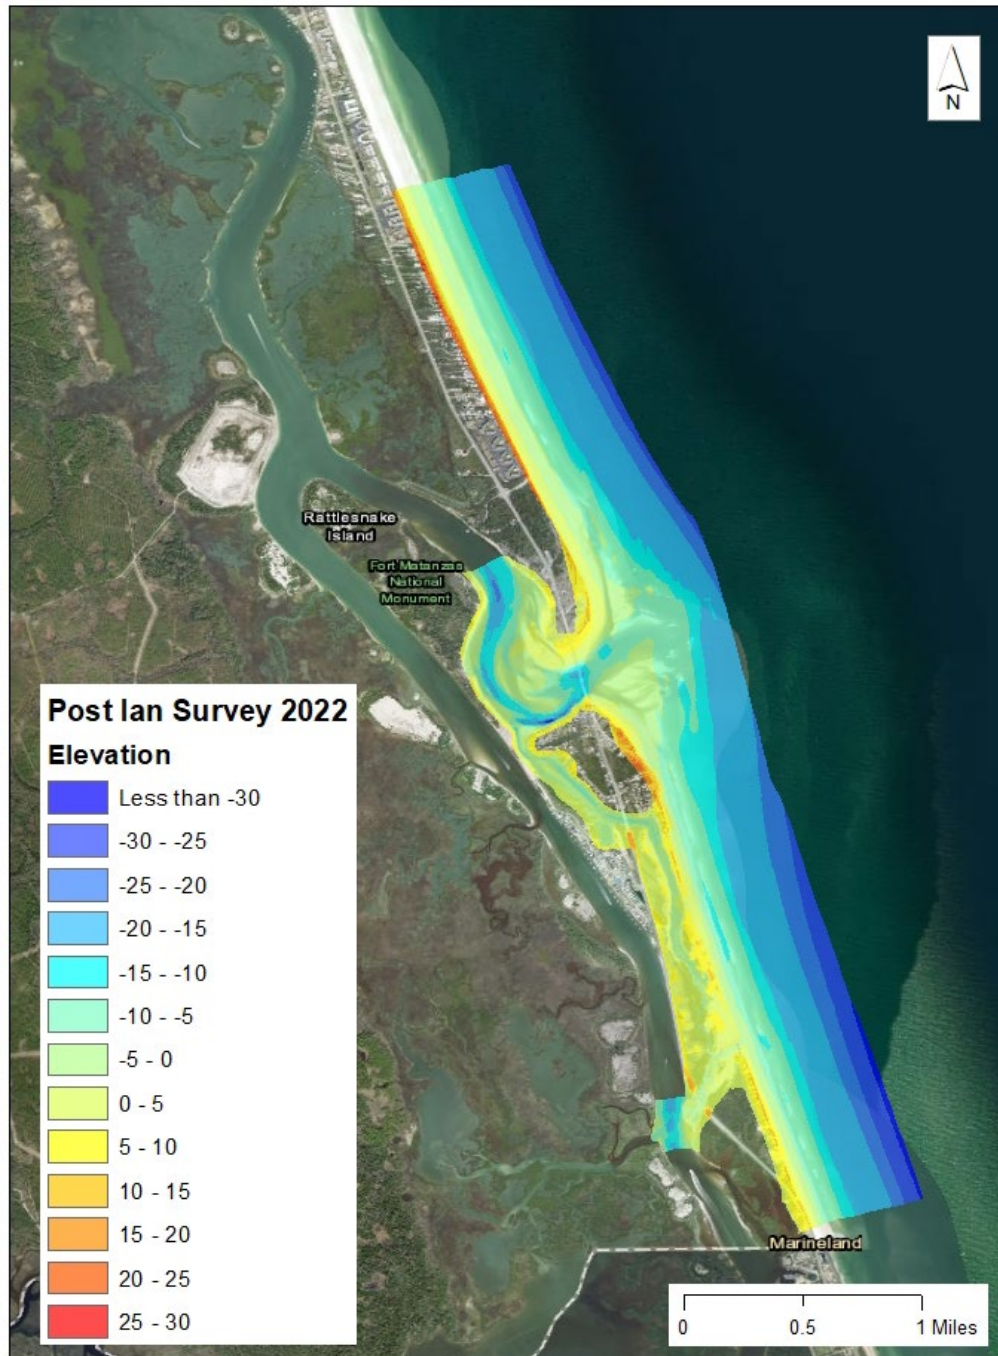 N
Rattlesnake
Island
Fort Matanzas
National
Monument
Post Ian Survey 2022
Elevation
Less than -30
-30 - -25
-25 - -20
-20 - -15
-15 - -10
-10 - -5
-5 - 0
0 - 5
5 - 10
10 - 15
15 - 20
20 - 25
25 - 30
Marineland
0 0.5 1 Miles